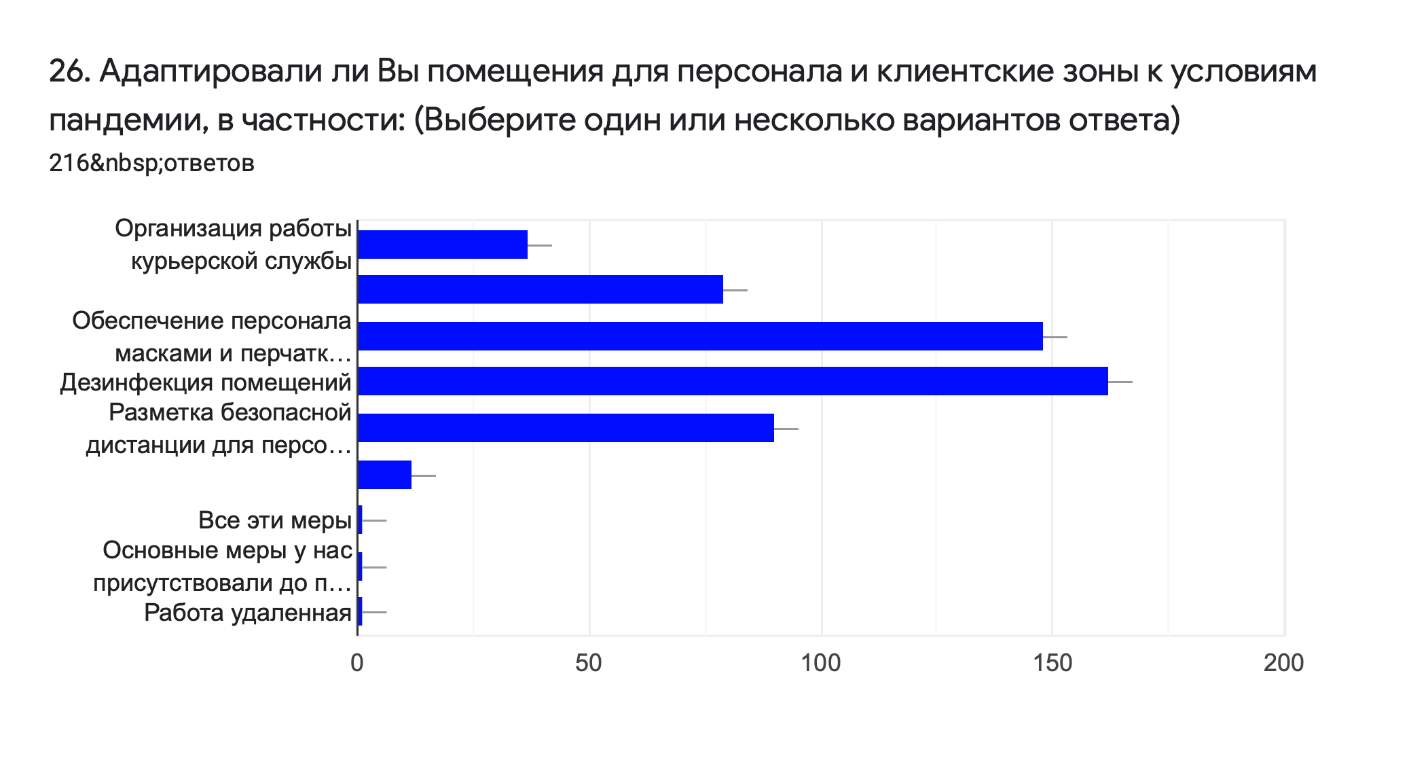 26. Адаптировали ли Вы помещения для персонала и клиентские зоны к условиям
пандемии, в частности: (Выберите один или несколько вариантов ответа)
216&nbsp;ответов
Организация работы
курьерской службы
Обеспечение персонала
масками и перчатк…
Дезинфекция помещений
Разметка безопасной
дистанции для персо…
Все эти меры
Основные меры у нас
присутствовали до п…
Работа удаленная
0 50 100 150 200